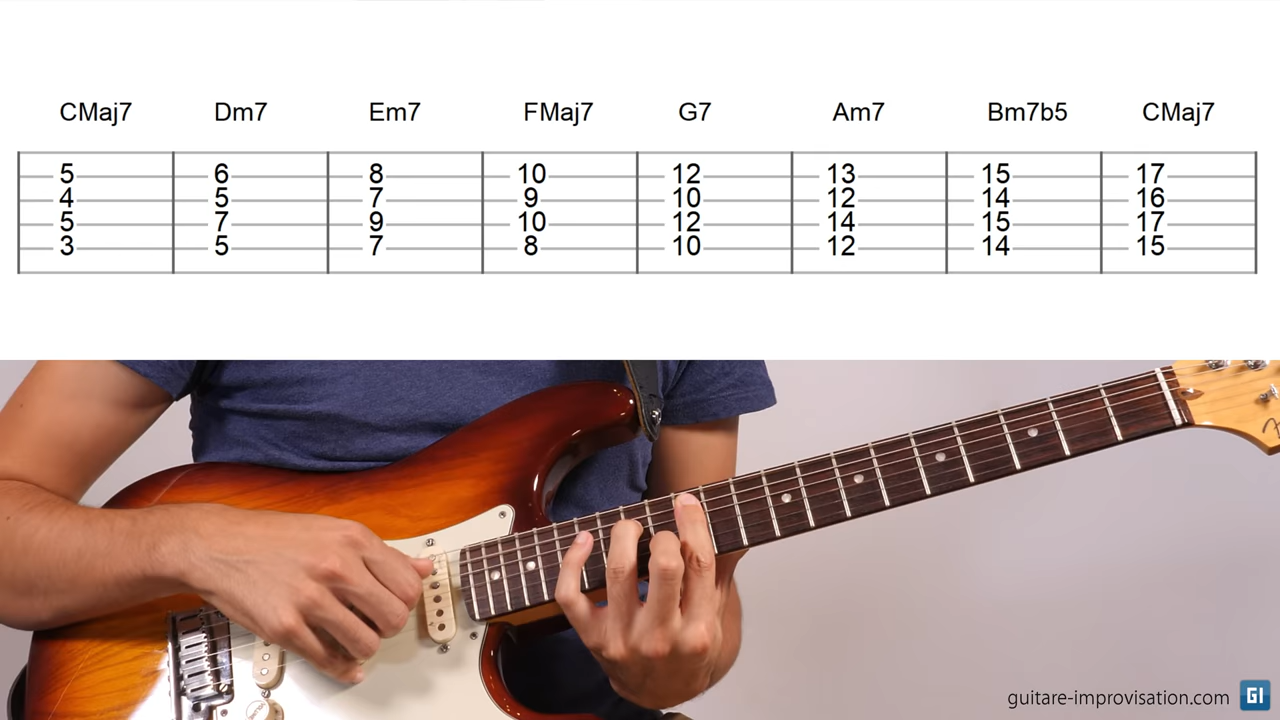 CMaj7 Dm7 Em7 FMaj7 G7 Am7 Bm7b5 CMaj7
5 6 8 10 12 13 15 17
4 5 7 9 10 12 14 16
5 7 9 10 12 14 15 17
3 5 7 8 10 12 14 15
guitare-improvisation.com GI